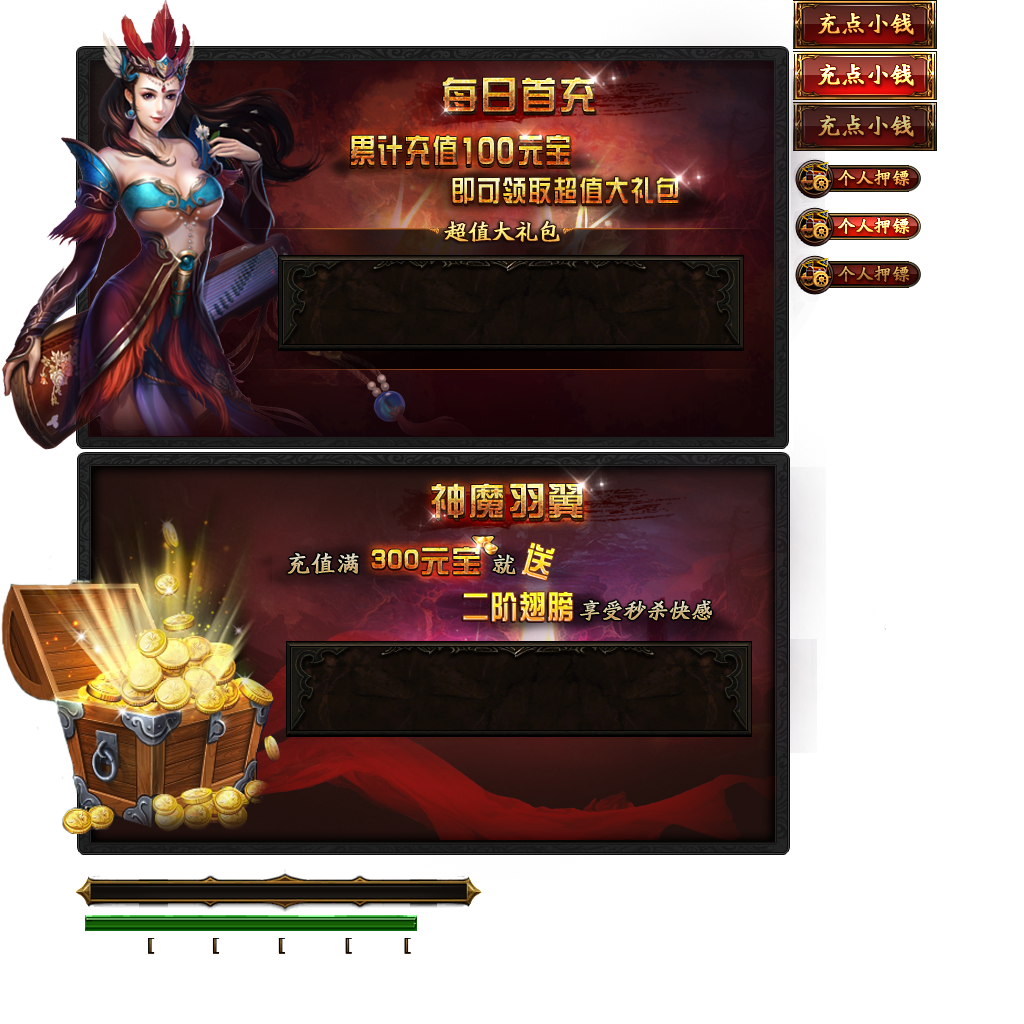 每日首充
累计充值100元宝
即可领取超值大礼包
超值大礼包
神魔羽翼
充值满 300元宝 就 送
二阶翅膀 享受秒杀快感
充点小钱
充点小钱
充点小钱
个人押镖
个人押镖
个人押镖